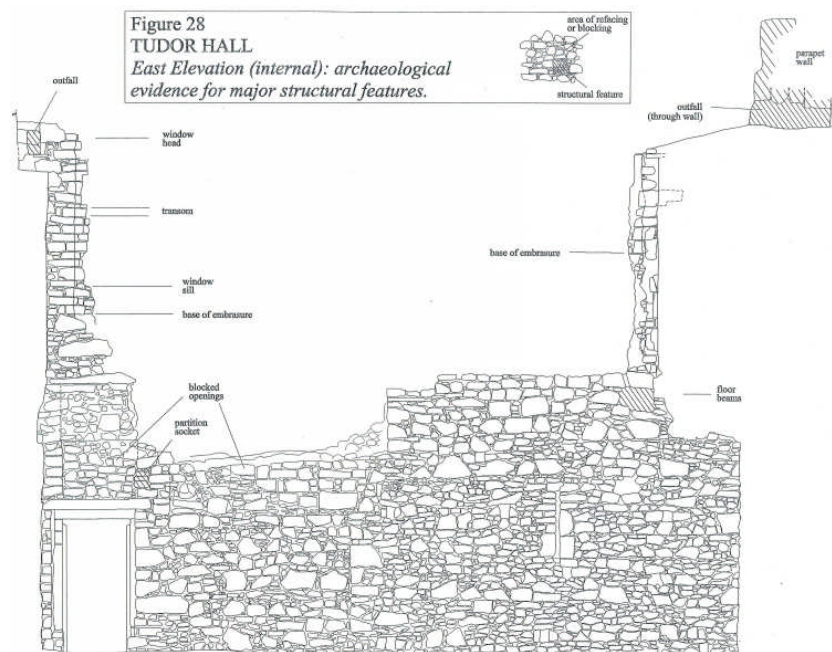 Figure 28
TUDOR HALL
East Elevation (internal): archaeological
evidence for major structural features.
area of refacing
or blocking
structural feature
outfall
window
head
transom
window
sill
base of embrasure
blocked
openings
partition
socket
parapet
wall
outfall
(through wall)
base of embrasure
floor
beams